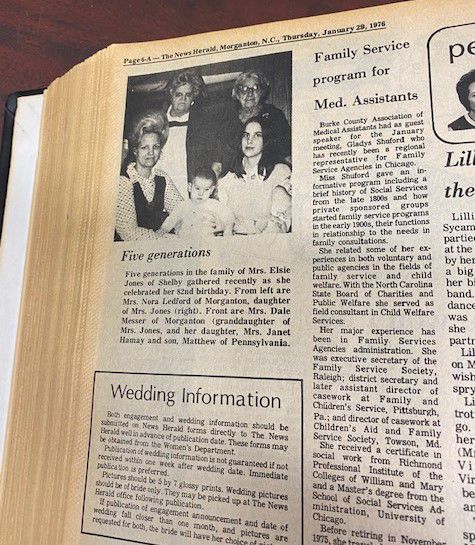 Page 6-A — The News Herald, Morganton, N.C., Thursday, January 29, 1976
Five generations
Five generations in the family of Mrs. Elsie
Jones of Shelby gathered recently as she
celebrated her 82nd birthday. From left are
Mrs. Nora Ledford of Morganton, daughter
of Mrs. Jones (right). Front are Mrs. Dale
Messer of Morganton (granddaughter of
Mrs. Jones, and her daughter, Mrs. Janet
Hamay and son, Matthew of Pennsylvania.
Wedding Information
Both engagement and wedding information should be
submitted on News Herald forms directly to The News
Herald well in advance of publication date. These forms may
be obtained from the Women's Department.
Publication of wedding information is not guaranteed if not
received within one week after wedding date. Immediate
publication is preferred.
Pictures should be 5 by 7 glossy prints. Wedding pictures
should be of bride only. They may be picked up at The News
Herald office following publication.
If publication of engagement announcement and date of
wedding fall closer than one month, and pictures are
requested for both, the bride will have her choice of
Family Service
program for
Med. Assistants
Burke County Association of
Medical Assistants had as guest
speaker for the January
meeting, Gladys Shuford who
has recently been a regional
representative for Family
Service Agencies in Chicago.
Miss Shuford gave an in-
formative program including a
brief history of Social Services
from the late 1800s and how
private sponsored groups
started family service programs
in the early 1900s, their functions
in relationship to the needs in
family consultations.
She related some of her ex-
periences in both voluntary and
public agencies in the fields of
family service and child
welfare. With the North Carolina
State Board of Charities and
Public Welfare she served as
field consultant in Child Welfare
Services.
Her major experience has
been in Family Services
Agencies administration. She
was executive secretary of the
Family Service Society,
Raleigh; district secretary and
later assistant director of
casework at Family and
Children's Service, Pittsburgh,
Pa.; and director of casework at
Children's Aid and Family
Service Society, Towson, Md.
She received a certificate in
social work from Richmond
Professional Institute of the
Colleges of William and Mary
and a Master's degree from the
School of Social Services Ad-
ministration, University of
Chicago.
Before retiring in November
pe
Lill
the
Lilli
Sycam
partie
at the
by her
a big
her bi
band.
dance
was
she
partn
Li
on M
wish
spry
Li
trol
go.
her
(Mr
Vi
Vir
be
an